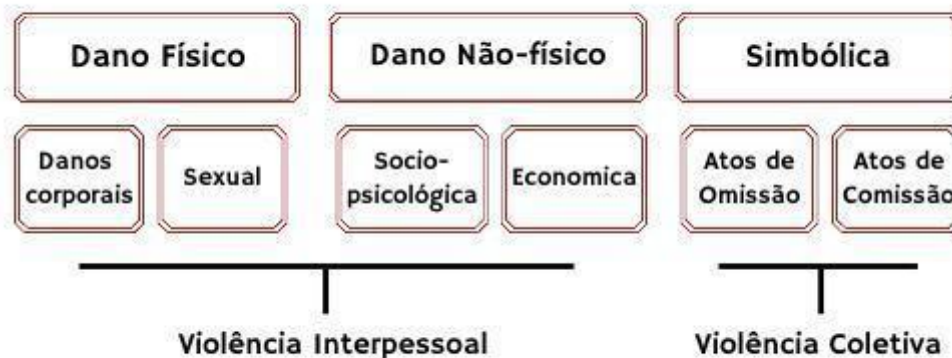 Dano Físico
Dano Não-físico
Simbólica
Danos
corporais
Sexual
Socio-
psicológica
Economica
Atos de
Omissão
Atos de
Comissão
Violência Interpessoal
Violência Coletiva